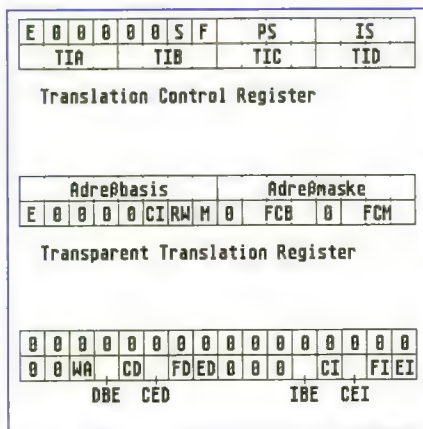 E 0 0 0 0 0 S F PS IS
TIA TIB TIC TID
Translation Control Register
Adreßbasis Adreßmaske
E 0 0 0 0 CI RW M 0 FCB 0 FCM
Transparent Translation Register
0 0 0 0 0 0 0 0 0 0 0 0 0 0 0 0
0 0 WA CD FD ED 0 0 0 CI FI EI
DBE CED IBE CEI